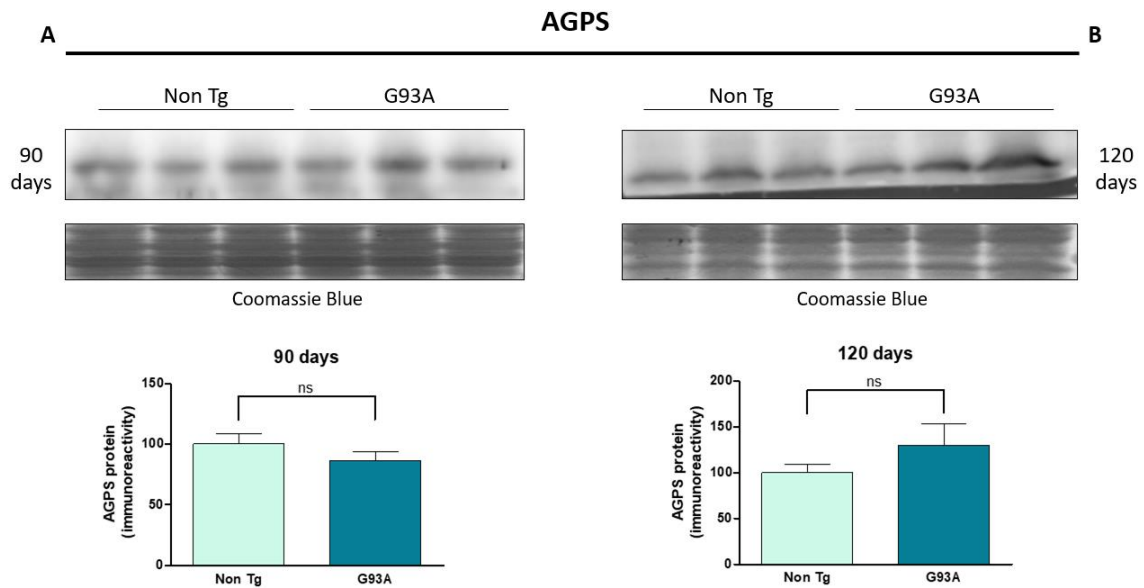 AGPS
A
B
Non Tg
G93A
90
days
Coomassie Blue
Non Tg
G93A
120
days
Coomassie Blue
90 days
ns
150
100
50
0
AGPS protein
(immunoreactivity)
Non Tg
G93A
120 days
ns
200
150
100
50
0
AGPS protein
(immunoreactivity)
Non Tg
G93A